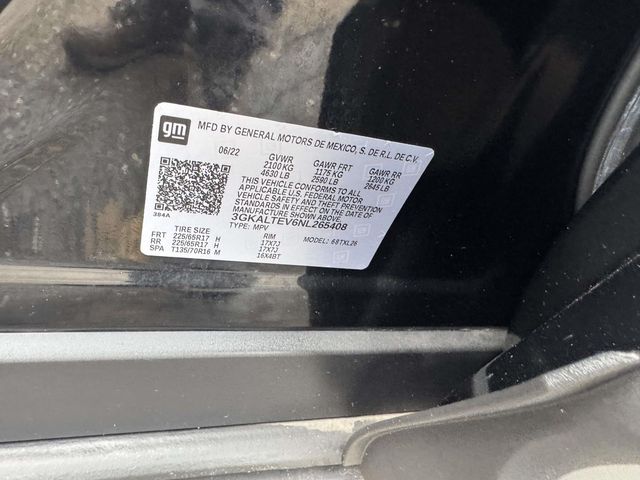 gm
MFD BY GENERAL MOTORS DE MEXICO, S. DE R.L. DE C.V.
06/22 GVWR GAWR FRT GAWR RR
2100 KG 1175 KG 1200 KG
4630 LB 2590 LB 2645 LB
THIS VEHICLE CONFORMS TO ALL
APPLICABLE U.S. FEDERAL MOTOR
VEHICLE SAFETY AND THEFT PREVENTION
STANDARDS IN EFFECT ON THE DATE OF
MANUFACTURE SHOWN ABOVE.
384A 3GKALTEV6NL265408
TYPE: MPV MODEL: 68TXL26
TIRE SIZE RIM
FRT 225/65R17 H 17X7J
RR 225/65R17 H 17X7J
SPA T135/70R16 M 16X4BT